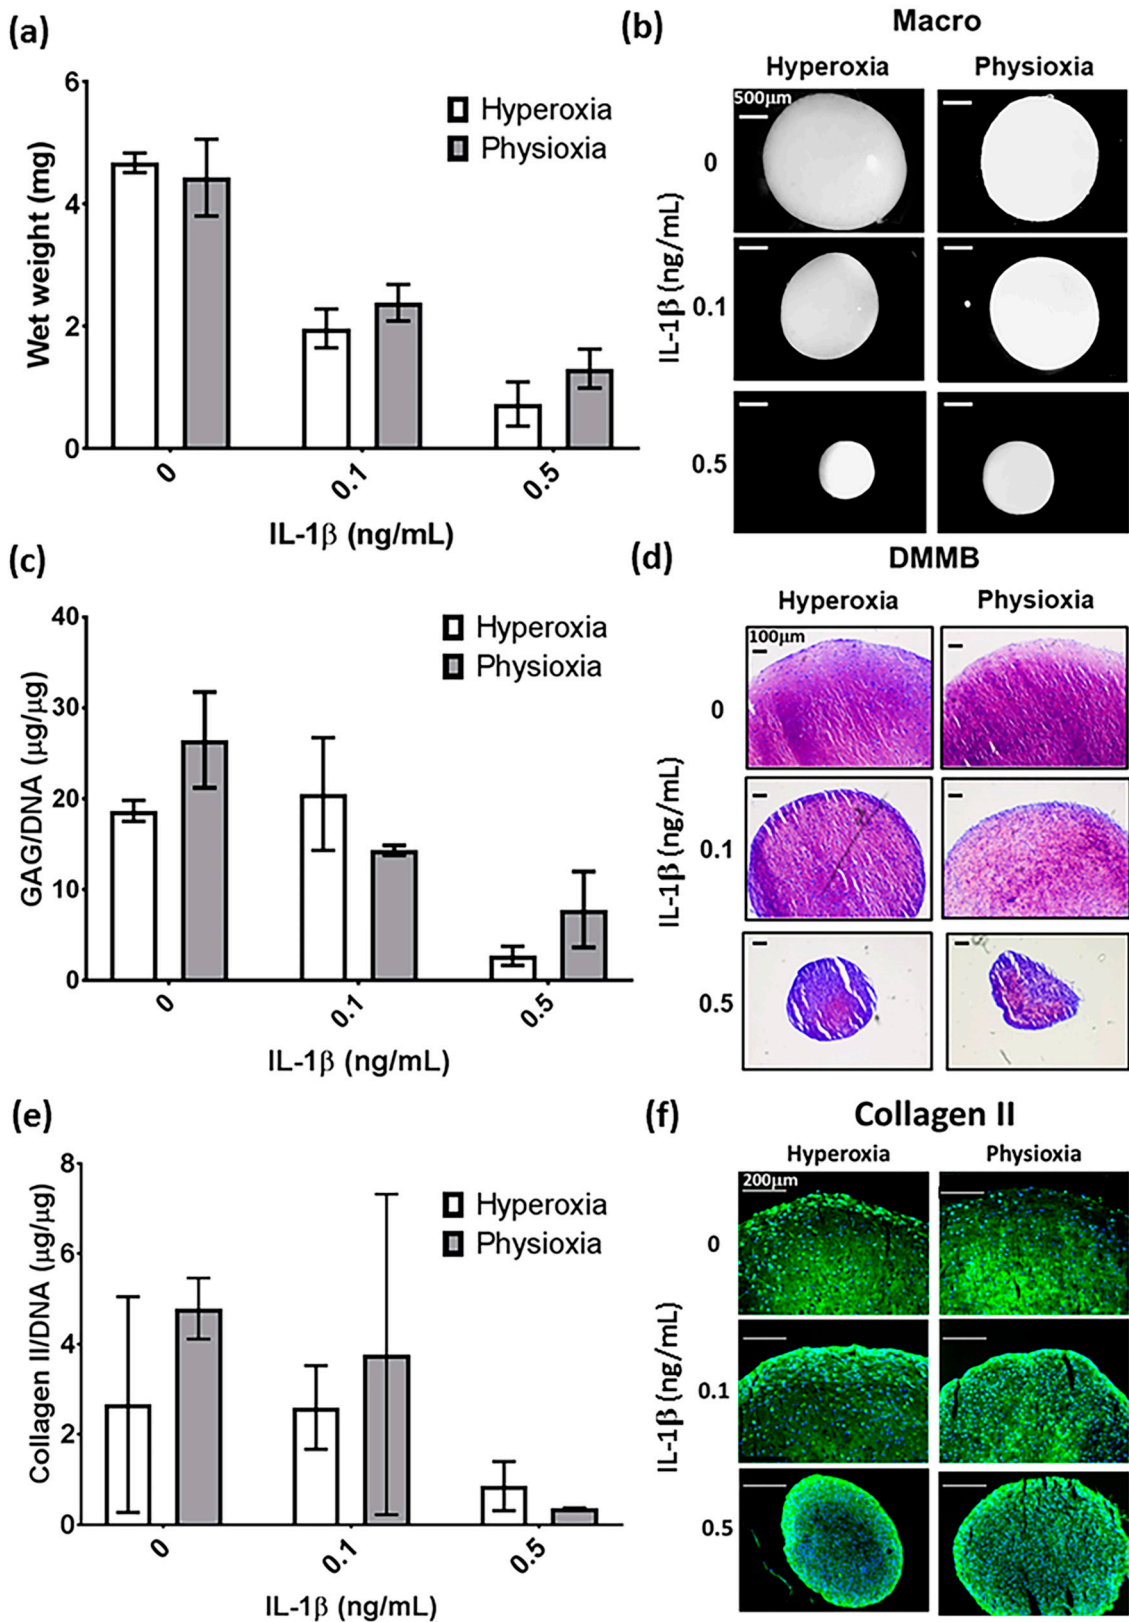 (a)
6
4
2
0
Wet weight (mg)
Hyperoxia
Physioxia
0
0.1
0.5
IL-1β (ng/mL)
(b)
Macro
Hyperoxia
Physioxia
500μm
0
0.1
0.5
IL-1β (ng/mL)
(c)
40
30
20
10
0
GAG/DNA (μg/μg)
Hyperoxia
Physioxia
0
0.1
0.5
IL-1β (ng/mL)
(d)
DMMB
Hyperoxia
Physioxia
100μm
0
0.1
0.5
IL-1β (ng/mL)
(e)
8
6
4
2
0
Collagen II/DNA (μg/μg)
Hyperoxia
Physioxia
0
0.1
0.5
IL-1β (ng/mL)
(f)
Collagen II
Hyperoxia
Physioxia
200μm
0
0.1
0.5
IL-1β (ng/mL)